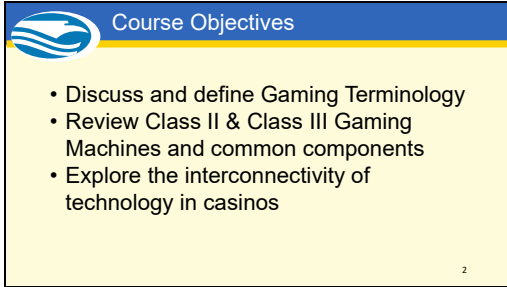 Course Objectives
• Discuss and define Gaming Terminology
• Review Class II & Class III Gaming
Machines and common components
• Explore the interconnectivity of
technology in casinos
2